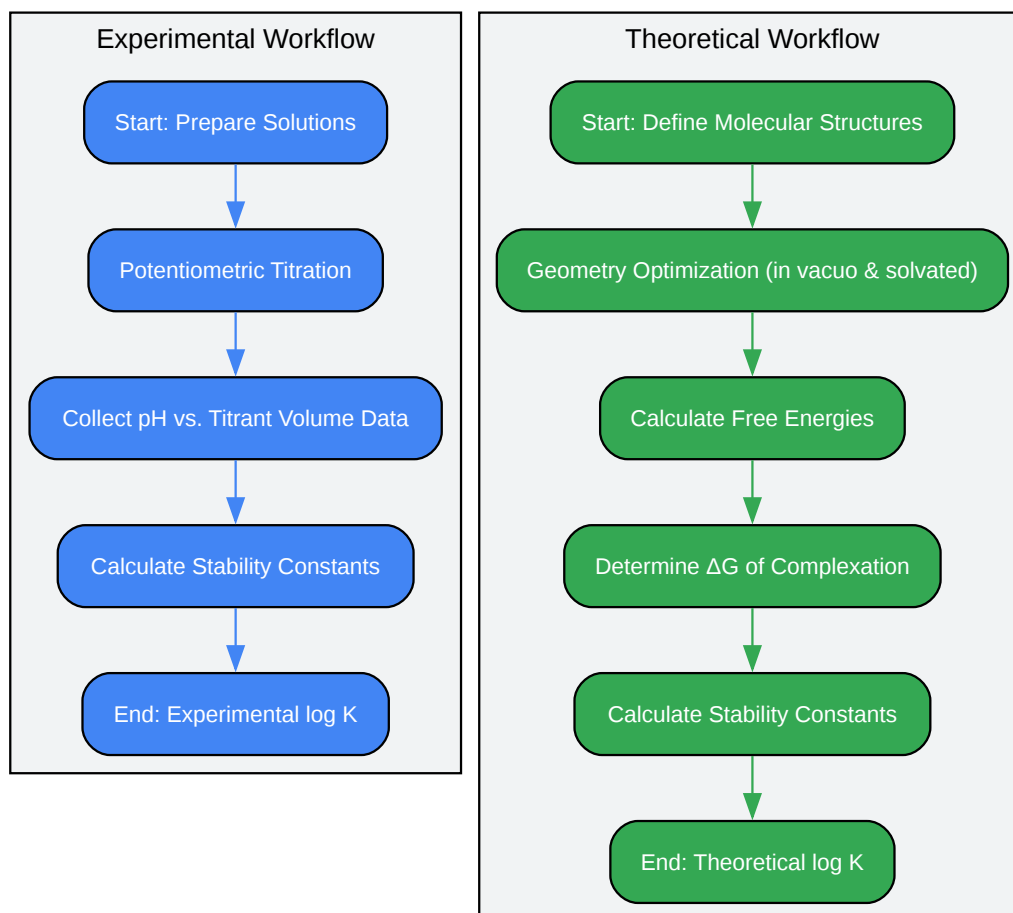 Experimental Workflow
Start: Prepare Solutions
Potentiometric Titration
Collect pH vs. Titrant Volume Data
Calculate Stability Constants
End: Experimental log K
Theoretical Workflow
Start: Define Molecular Structures
Geometry Optimization (in vacuo & solvated)
Calculate Free Energies
Determine ΔG of Complexation
Calculate Stability Constants
End: Theoretical log K